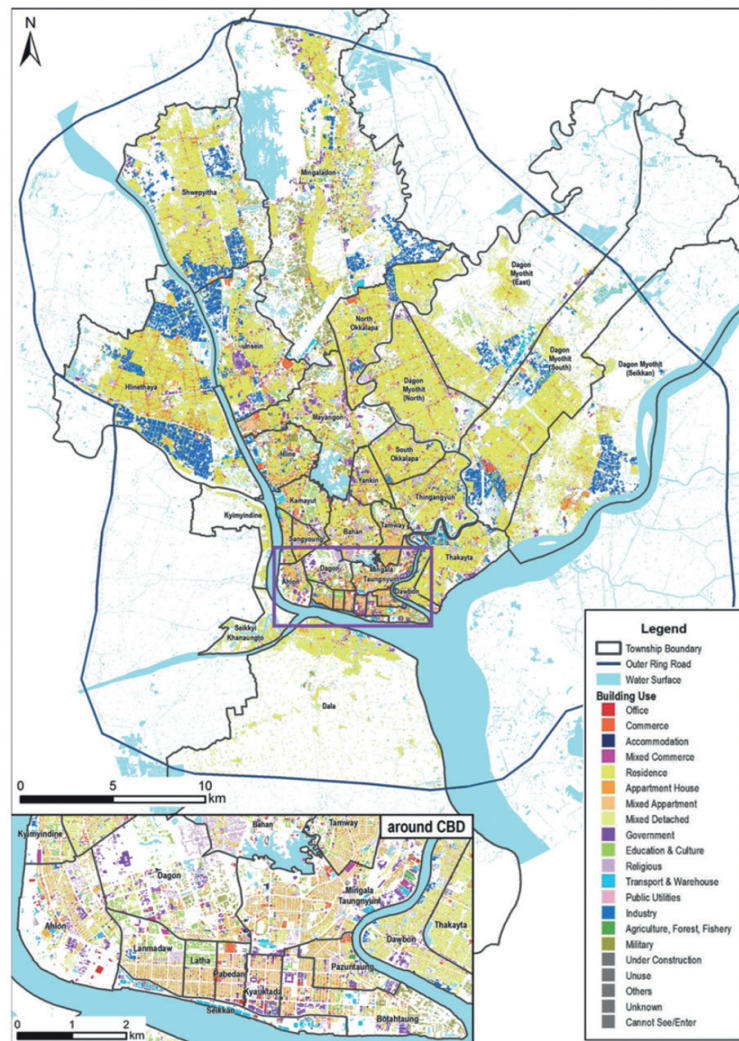 N
Shwepyitha
Mingaladon
Dagon
Myothit
(East)
North
Okkalapa
Insein
Dagon
Myothit
(South)
Dagon Myothit
(Seikkan)
Hlinethaya
Dagon
Myothit
(North)
Mayangon
South
Okkalapa
Hline
Yankin
Thingangyun
Kamayut
Kyimyindine
Bahan
Tamway
Sangyoung
Thakayta
Dagon
Mingala
Taungnyunt
Ahlon
Dawbon
Seikkyi
Khanaungto
Dala
0 5 10
km
Legend
Township Boundary
Outer Ring Road
Water Surface
Building Use
Office
Commerce
Accommodation
Mixed Commerce
Residence
Appartment House
Mixed Appartment
Mixed Detached
Government
Education & Culture
Religious
Transport & Warehouse
Public Utilities
Industry
Agriculture, Forest, Fishery
Military
Under Construction
Unuse
Others
Unknown
Cannot See/Enter
around CBD
Kyimyindine
Bahan
Tamway
Dagon
Mingala
Taungnyunt
Ahlon
Lanmadaw
Latha
Pabedan
Kyauktada
Pazuntaung
Dawbon
Thakayta
Seikkan
Botahtaung
0 1 2
km